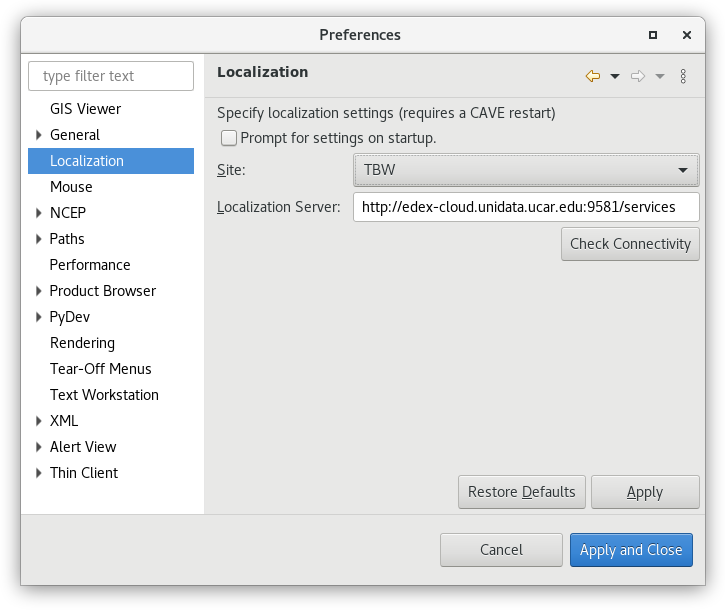 Preferences
type filter text
GIS Viewer
General
Localization
Mouse
NCEP
Paths
Performance
Product Browser
PyDev
Rendering
Tear-Off Menus
Text Workstation
XML
Alert View
Thin Client
Localization
Specify localization settings (requires a CAVE restart)
Prompt for settings on startup.
Site: TBW
Localization Server: http://edex-cloud.unidata.ucar.edu:9581/services
Check Connectivity
Restore Defaults Apply
Cancel Apply and Close